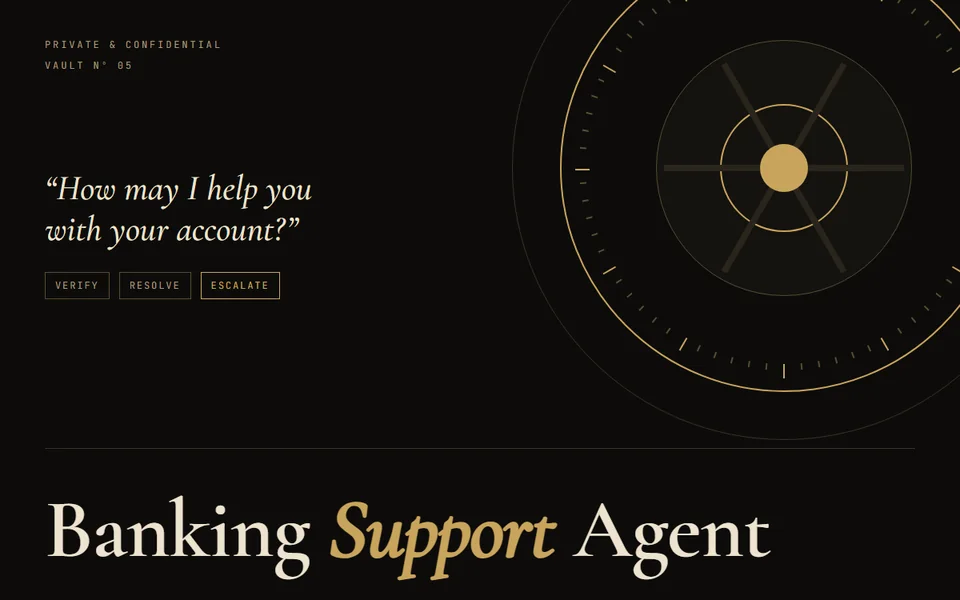 PRIVATE & CONFIDENTIAL
VAULT N° 05
“How may I help you
with your account?”
VERIFY RESOLVE ESCALATE
Banking Support Agent